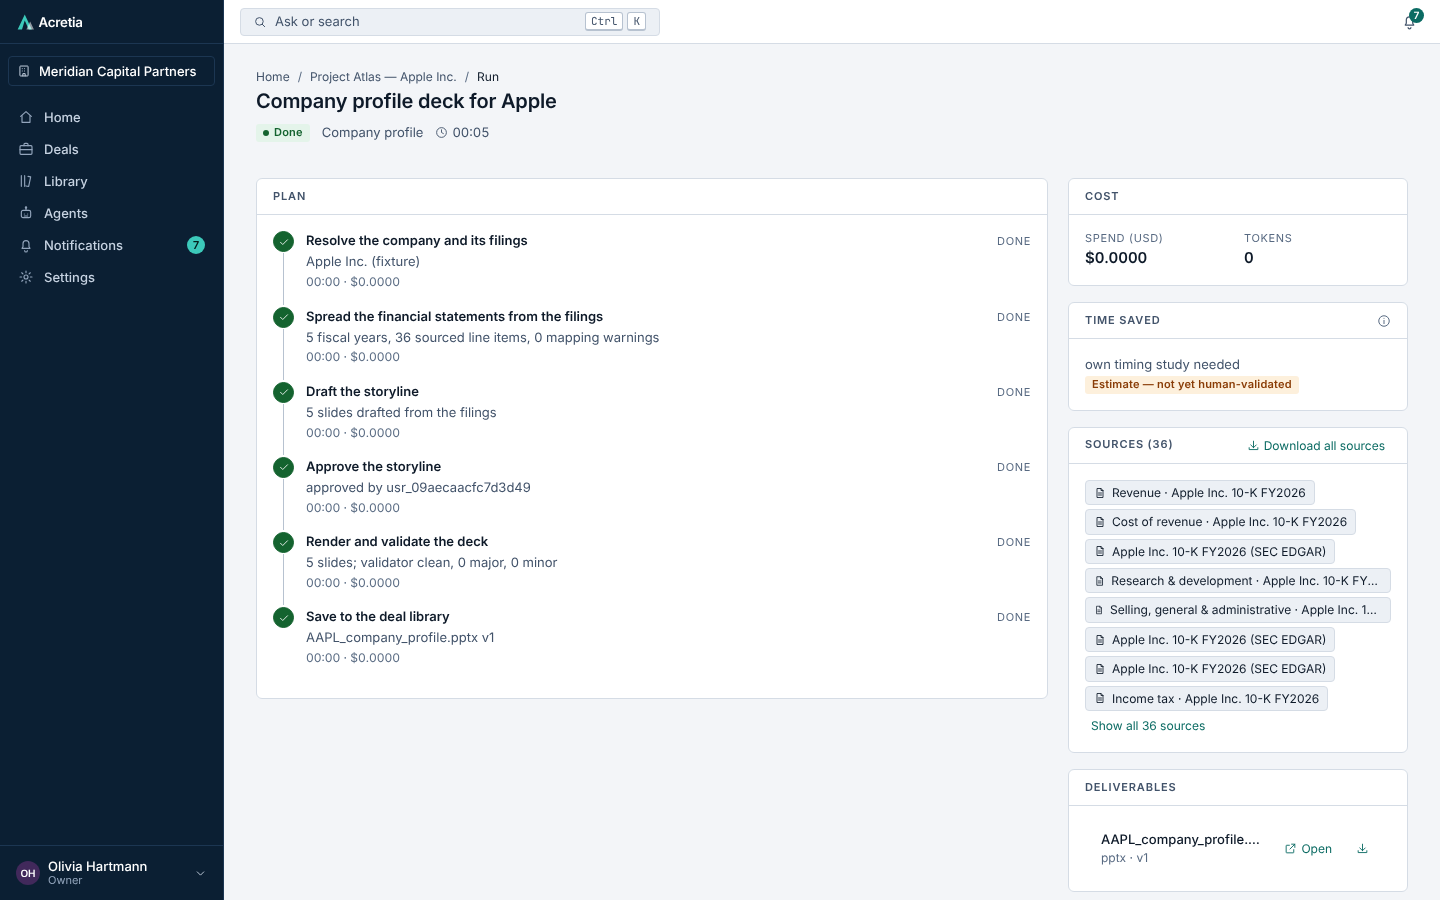 Acretia
Meridian Capital Partners
Home
Deals
Library
Agents
Notifications 7
Settings
Olivia Hartmann
OH
Owner
Ask or search Ctrl K
7
Home / Project Atlas — Apple Inc. / Run
Company profile deck for Apple
Done Company profile 00:05
PLAN
Resolve the company and its filings DONE
Apple Inc. (fixture)
00:00 · $0.0000
Spread the financial statements from the filings DONE
5 fiscal years, 36 sourced line items, 0 mapping warnings
00:00 · $0.0000
Draft the storyline DONE
5 slides drafted from the filings
00:00 · $0.0000
Approve the storyline DONE
approved by usr_09aecaacfc7d3d49
00:00 · $0.0000
Render and validate the deck DONE
5 slides; validator clean, 0 major, 0 minor
00:00 · $0.0000
Save to the deal library DONE
AAPL_company_profile.pptx v1
00:00 · $0.0000
COST
SPEND (USD) TOKENS
$0.0000 0
TIME SAVED
own timing study needed
Estimate — not yet human-validated
SOURCES (36) Download all sources
Revenue · Apple Inc. 10-K FY2026
Cost of revenue · Apple Inc. 10-K FY2026
Apple Inc. 10-K FY2026 (SEC EDGAR)
Research & development · Apple Inc. 10-K FY...
Selling, general & administrative · Apple Inc. 1...
Apple Inc. 10-K FY2026 (SEC EDGAR)
Apple Inc. 10-K FY2026 (SEC EDGAR)
Income tax · Apple Inc. 10-K FY2026
Show all 36 sources
DELIVERABLES
AAPL_company_profile.... Open
pptx · v1